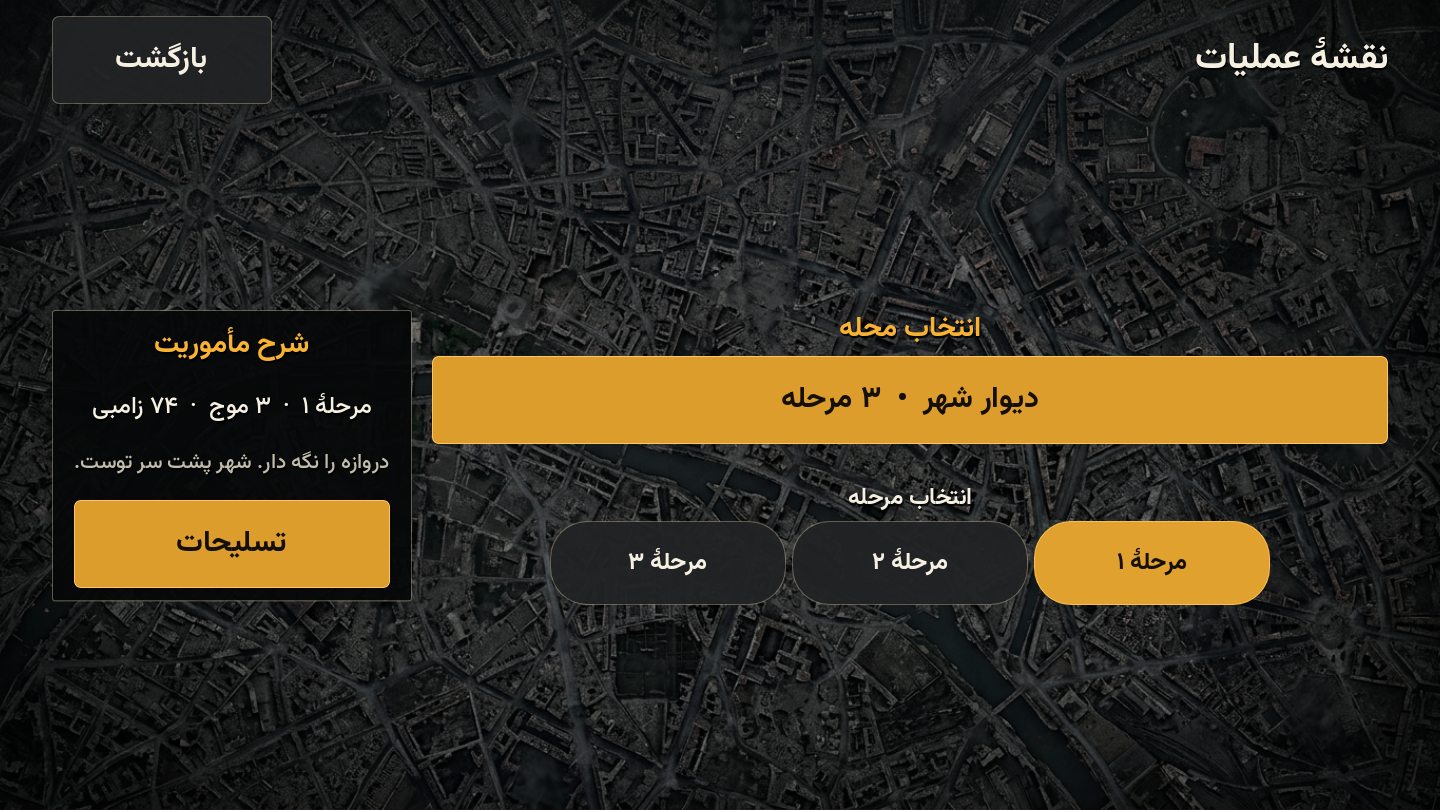 نقشهٔ عملیات
بازگشت
انتخاب محله
دیوار شهر • ۳ مرحله
انتخاب مرحله
مرحلهٔ ۱
مرحلهٔ ۲
مرحلهٔ ۳
شرح مأموریت
مرحلهٔ ۱ · ۳ موج · ۷۴ زامبی
دروازه را نگه دار. شهر پشت سر توست.
تسلیحات